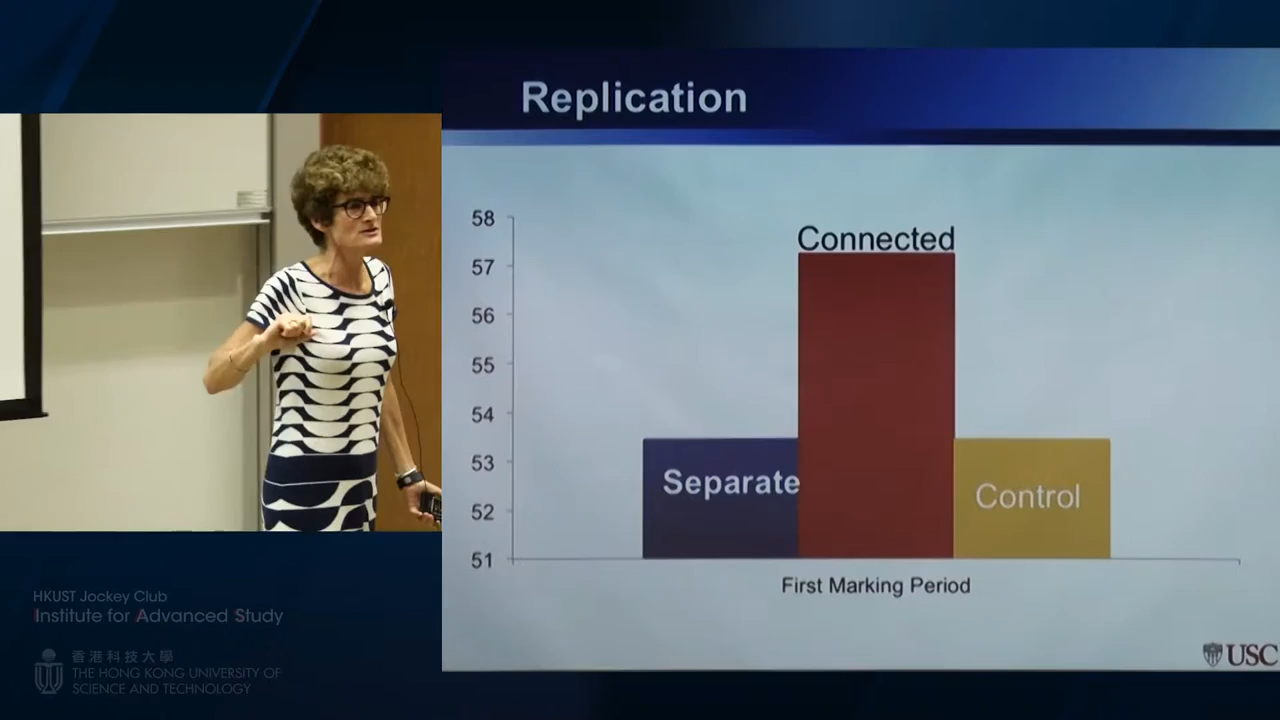 Replication
58
57
56
55
54
53
52
51
Connected
Separate
Control
First Marking Period
USC
HKUST Jockey Club
Institute for Advanced Study
香港科技大學
THE HONG KONG UNIVERSITY OF
SCIENCE AND TECHNOLOGY